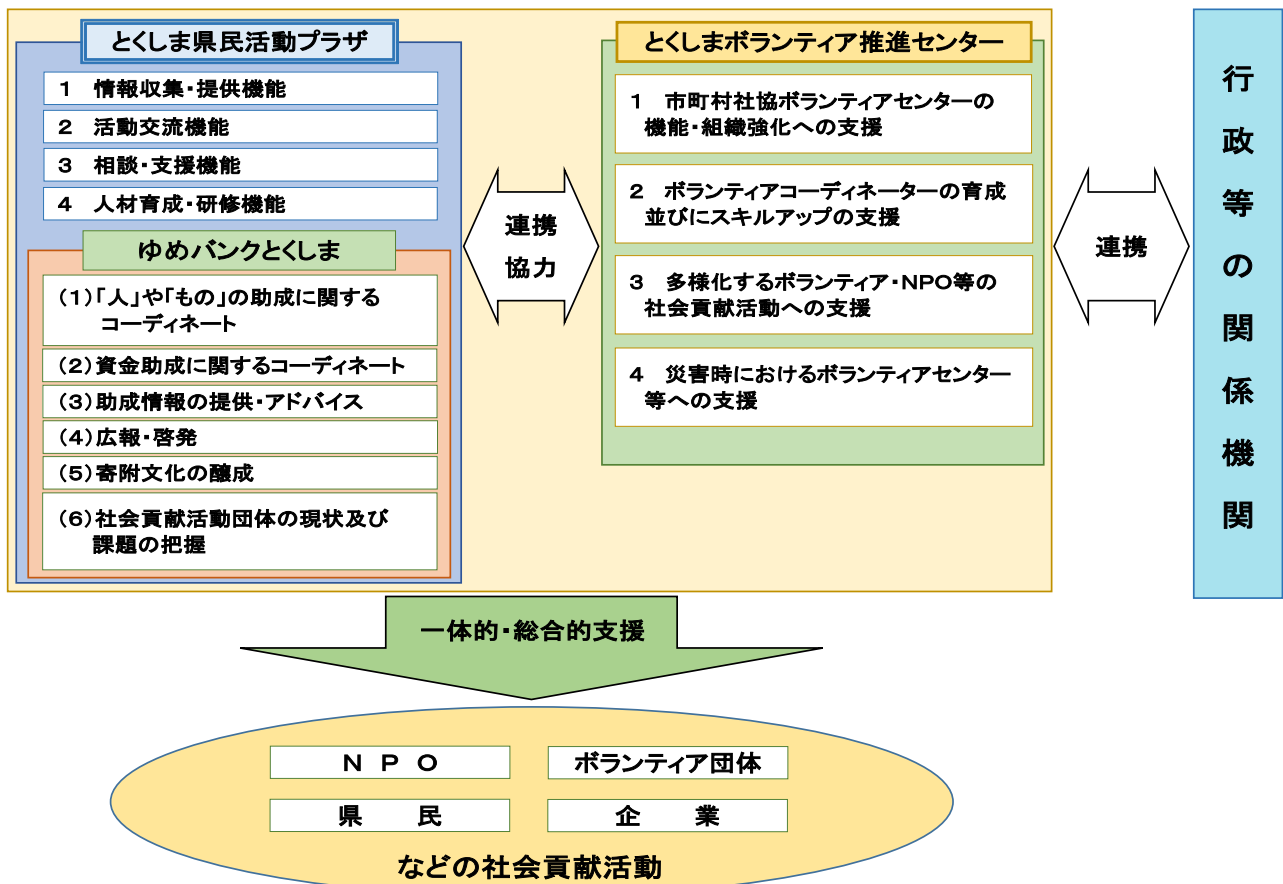 とくしま県民活動プラザ
1 情報収集・提供機能
2 活動交流機能
3 相談・支援機能
4 人材育成・研修機能
ゆめバンクとくしま
(1)「人」や「もの」の助成に関する
コーディネート
(2)資金助成に関するコーディネート
(3)助成情報の提供・アドバイス
(4)広報・啓発
(5)寄附文化の醸成
(6)社会貢献活動団体の現状及び
課題の把握
連携
協力
とくしまボランティア推進センター
1 市町村社協ボランティアセンターの
機能・組織強化への支援
2 ボランティアコーディネーターの育成
並びにスキルアップの支援
3 多様化するボランティア・NPO等の
社会貢献活動への支援
4 災害時におけるボランティアセンター
等への支援
連携
行政等の関係機関
一体的・総合的支援
NPO
ボランティア団体
県 民
企 業
などの社会貢献活動